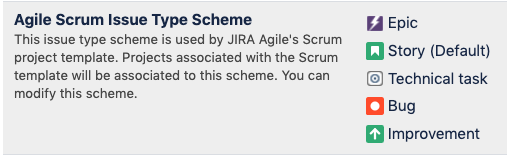 Agile Scrum Issue Type Scheme
This issue type scheme is used by JIRA Agile's Scrum
project template. Projects associated with the Scrum
template will be associated to this scheme. You can
modify this scheme.
Epic
Story (Default)
Technical task
Bug
Improvement